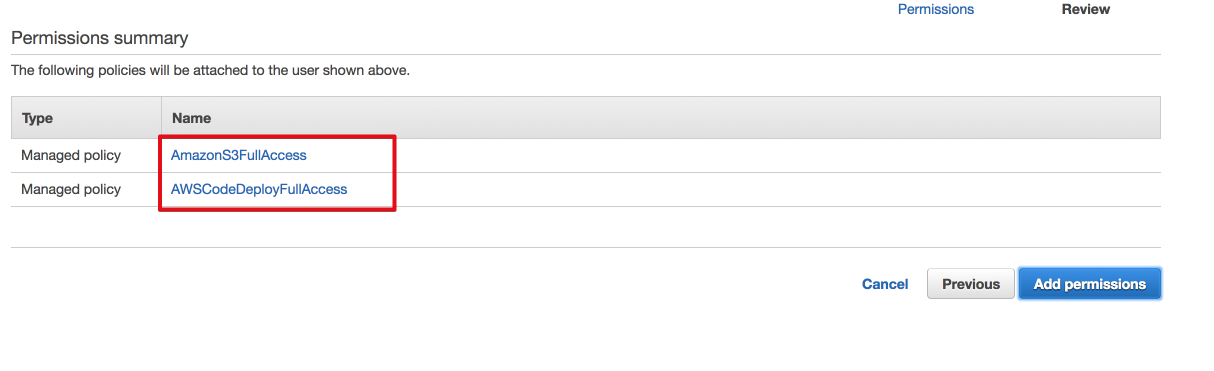 Permissions Review
Permissions summary
The following policies will be attached to the user shown above.
Type Name
Managed policy AmazonS3FullAccess
Managed policy AWSCodeDeployFullAccess
Cancel Previous Add permissions